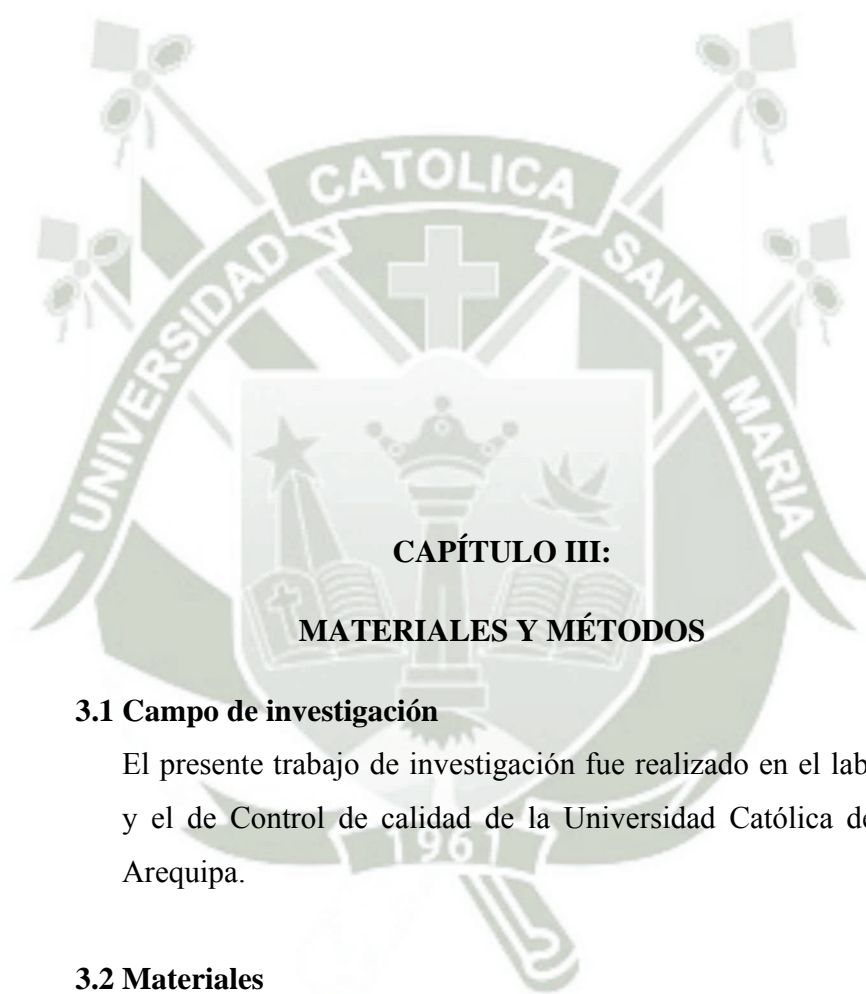 UNIVERSIDAD CATOLICA SANTA MARIA
CAPÍTULO III:
MATERIALES Y MÉTODOS
3.1 Campo de investigación
El presente trabajo de investigación fue realizado en el lab
y el de Control de calidad de la Universidad Católica de
Arequipa.
1961
3.2 Materiales